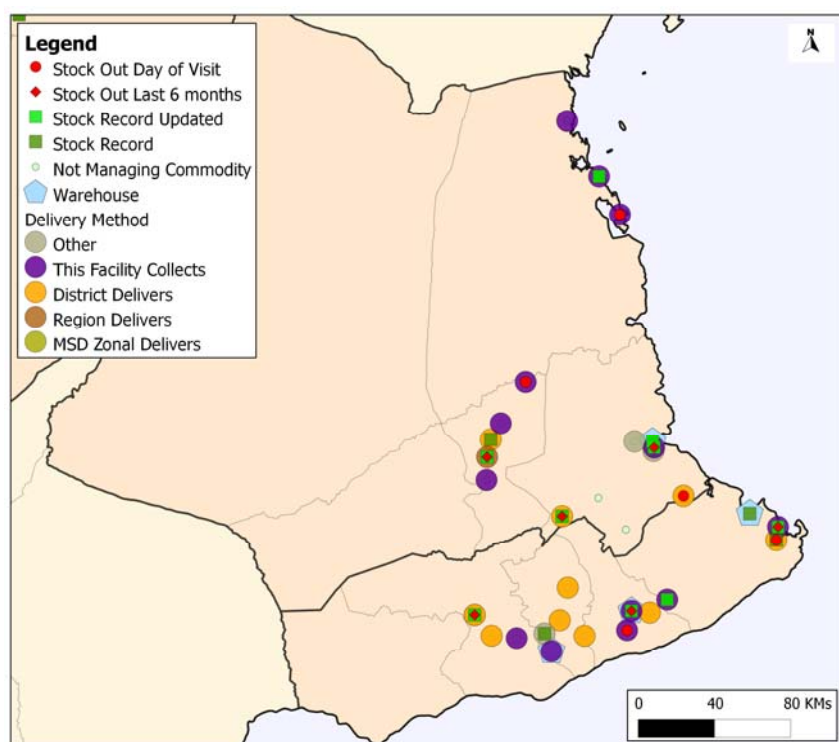 N
Legend
Stock Out Day of Visit
Stock Out Last 6 months
Stock Record Updated
Stock Record
Not Managing Commodity
Warehouse
Delivery Method
Other
This Facility Collects
District Delivers
Region Delivers
MSD Zonal Delivers
0 40 80 KMs